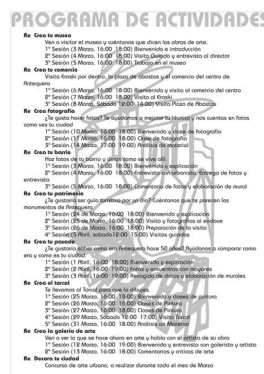 PROGRAMA DE ACTIVIDADES
Re Crea tu museo
Ven a visitar el museo y cuéntanos que dicen las obras de arte.
1ª Sesión (3 Marzo, 16:00 18:00) Bienvenida e introducción
2ª Sesión (4 Marzo, 16:00 18:00) Visita Guiada y entrevista al director
3ª Sesión (5 Marzo, 16:00 18:00) Trabajo en el museo
Re Crea tu comercio
Visita Eroski por dentro, la plaza de abastos y el comercio del centro de
Antequera
1ª Sesión (6 Marzo, 16:00 18:00) Bienvenida y visita al comercio del centro
2ª Sesión (7 Marzo, 16:00 18:00) Visita al Eroski
3ª Sesión (8 Marzo, Sábado 12:00 14:00) Visita Plaza de Abastos
Re Crea fotografía
¿Te gusta hacer fotos? Te ayudamos a mejorar tu técnica y nos cuentas en fotos
como ves tu ciudad
1ª Sesión (10 Marzo, 16:00 18:00) Bienvenida y clase de fotografía
2ª Sesión (11 Marzo, 16:00 18:00) Clase de fotografía
3ª Sesión (14 Marzo, 17:00 19:00) Análisis de material
Re Crea tu barrio
Haz fotos de tu barrio y dinos como se vive allí.
1ª Sesión (3 Marzo, 16:00 18:00) Bienvenida y explicación
2ª Sesión (4 Marzo, 16:00 18:00) Entrevista con urbanista. Entrega de fotos y
entrevista
3ª Sesión (5 Marzo, 16:00 18:00) Comentario de fotos y elaboración de mural
Re Crea tu patrimonio
¿Te gustaría ser guía turístico por un día? Cuéntanos que te parecen los
monumentos de Antequera.
1ª Sesión (24 de Marzo, 16:00 18:00) Bienvenida y explicación
2ª Sesión (25 de Marzo, 16:00 18:00) Visita y fotografías al enclave
3ª Sesión (26 de Marzo, 16:00 18:00) Preparación de la visita
4ª Sesión (5 Abril, sábado 12:00 15:00) Visitas guiadas.
Re Crea tu pasado
¿Te gustaría saber como era Antequera hace 50 años? Ayúdanos a comparar como
era y como es tu ciudad.
1ª Sesión (1 Abril, 16:00 18:00) Bienvenida y explicación
2ª Sesión (2 Abril, 16:00 19:00) Fotos y encuentros con mayores
3ª Sesión (3 Abril, 16:00 19:00) Recogida de datos y elaboración de murales
Re Crea el torcal
Te llevamos al Torcal para que lo dibujes.
1ª Sesión (25 Marzo, 16:00 18:00) Bienvenida y clases de pintura
2ª Sesión (26 Marzo, 16:00 18:00) Clases de Pintura
3ª Sesión (27 Marzo, 16:00 18:00) Clases de Pintura
4ª Sesión (29 Marzo, Sábado 12:00 17:00) Visita Torcal
5ª Sesión (31 Marzo, 16:00 18:00) Análisis de Material
Re Crea la galería de arte
Ven a ver lo que se hace ahora en arte y habla con el artista de su obra
1ª Sesión (12 Marzo, 16:00 19:00) Bienvenida y encuentro con el artista
2ª Sesión (13 Marzo, 16:00 18:00) Comentarios y críticas de arte
Re Decora tu ciudad
Concurso de arte urbano, a realizar durante todo el mes de Marzo